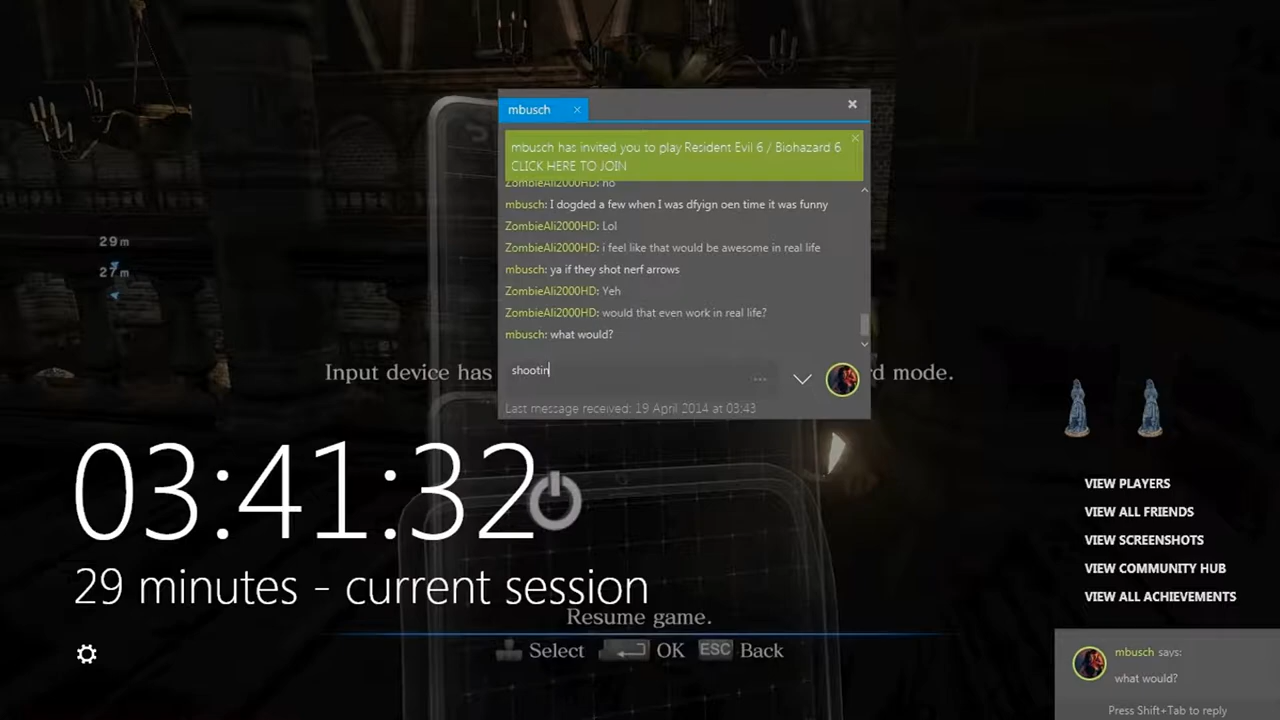 mbusch
mbusch has invited you to play Resident Evil 6 / Biohazard 6
CLICK HERE TO JOIN
ZombieAli2000HD: no
mbusch: I dogded a few when I was dfyign oen time it was funny
ZombieAli2000HD: Lol
ZombieAli2000HD: i feel like that would be awesome in real life
mbusch: ya if they shot nerf arrows
ZombieAli2000HD: Yeh
ZombieAli2000HD: would that even work in real life?
mbusch: what would?
shootin
Last message received: 19 April 2014 at 03:43
29m
27m
Input device has
rd mode.
03:41:32
29 minutes - current session
Resume game.
Select OK ESC Back
VIEW PLAYERS
VIEW ALL FRIENDS
VIEW SCREENSHOTS
VIEW COMMUNITY HUB
VIEW ALL ACHIEVEMENTS
mbusch says:
what would?
Press Shift+Tab to reply